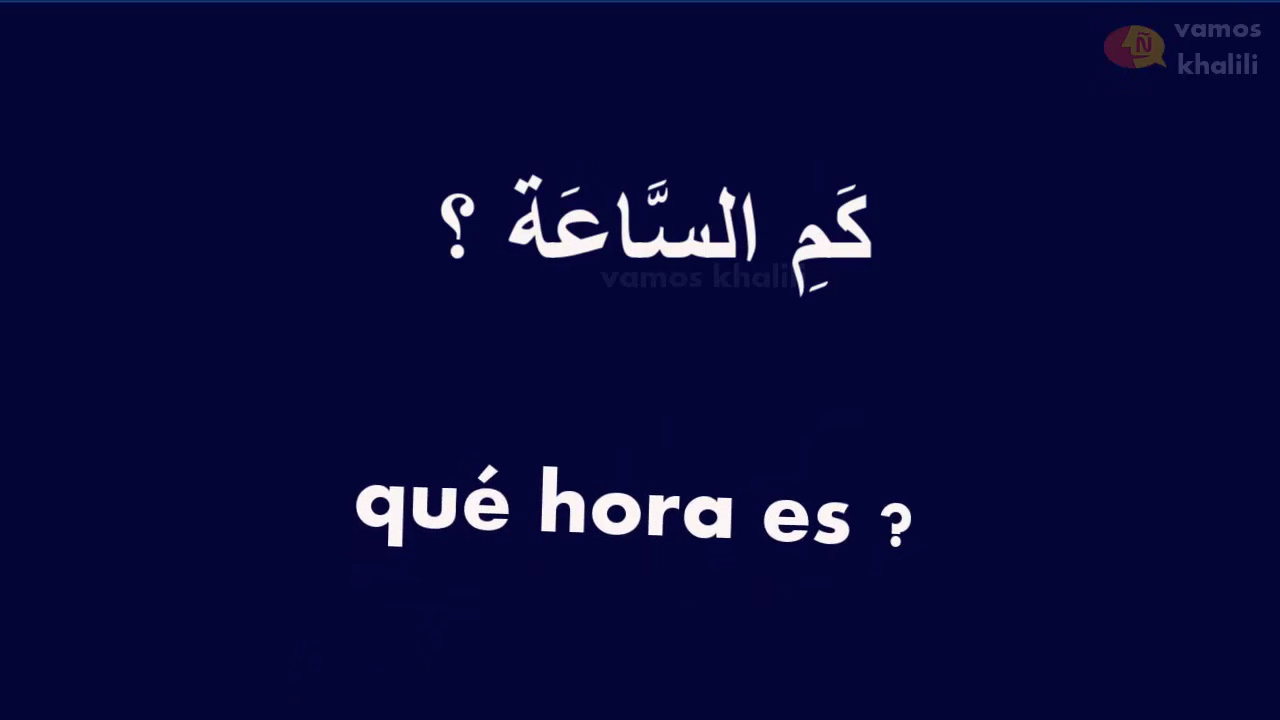 vamos
khalili
Ñ
كَمِ السَّاعَة ؟
vamos khalili
qué hora es ?